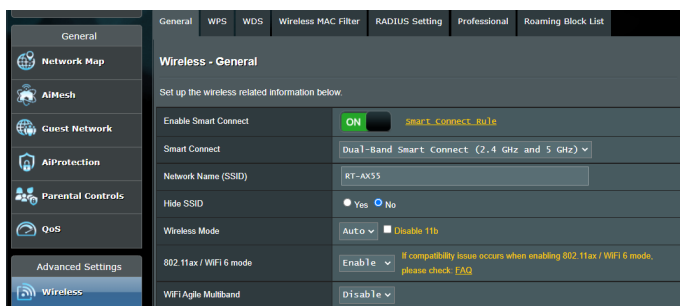 General
Network Map
AiMesh
Guest Network
AiProtection
Parental Controls
QoS
Advanced Settings
Wireless
General WPS WDS Wireless MAC Filter RADIUS Setting Professional Roaming Block List
Wireless - General
Set up the wireless related information below.
Enable Smart Connect ON Smart Connect Rule
Smart Connect Dual-Band Smart Connect (2.4 GHz and 5 GHz)
Network Name (SSID) RT-AX55
Hide SSID Yes No
Wireless Mode Auto Disable 11b
802.11ax / WiFi 6 mode Enable If compatibility issue occurs when enabling 802.11ax / WiFi 6 mode,
please check: FAQ
WiFi Agile Multiband Disable